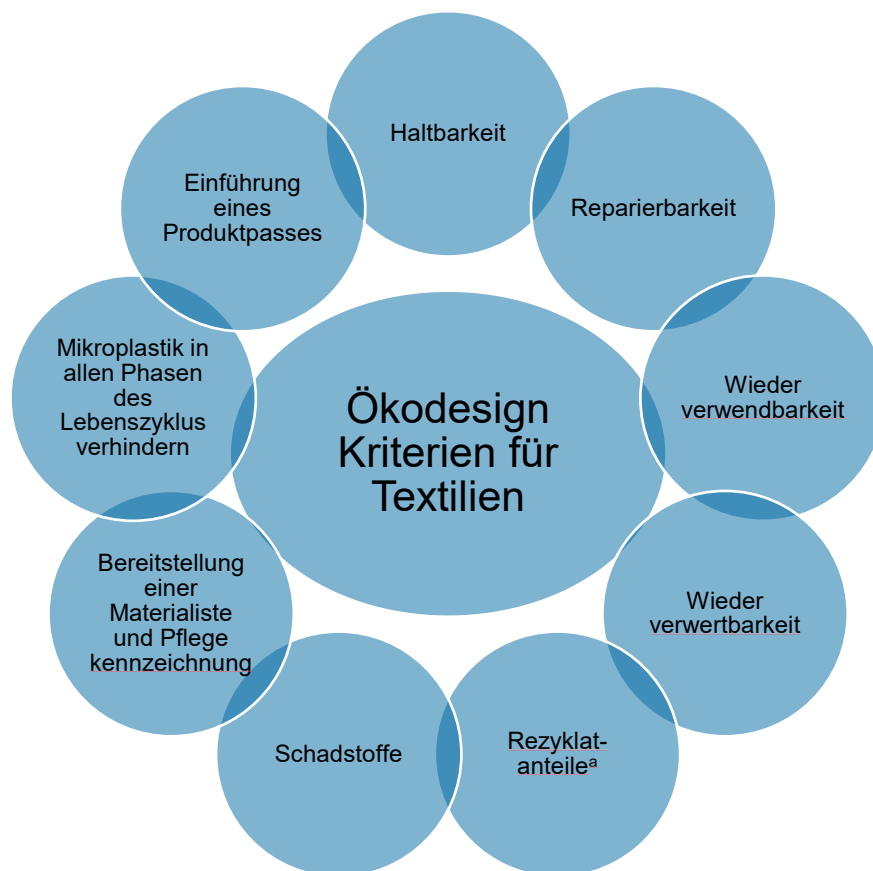 Haltbarkeit
Reparierbarkeit
Wieder
verwendbarkeit
Wieder
verwertbarkeit
Rezyklat-
anteileᵃ
Schadstoffe
Bereitstellung
einer
Materialiste
und Pflege
kennzeichnung
Mikroplastik in
allen Phasen
des
Lebenszyklus
verhindern
Einführung
eines
Produktpasses
Ökodesign
Kriterien für
Textilien